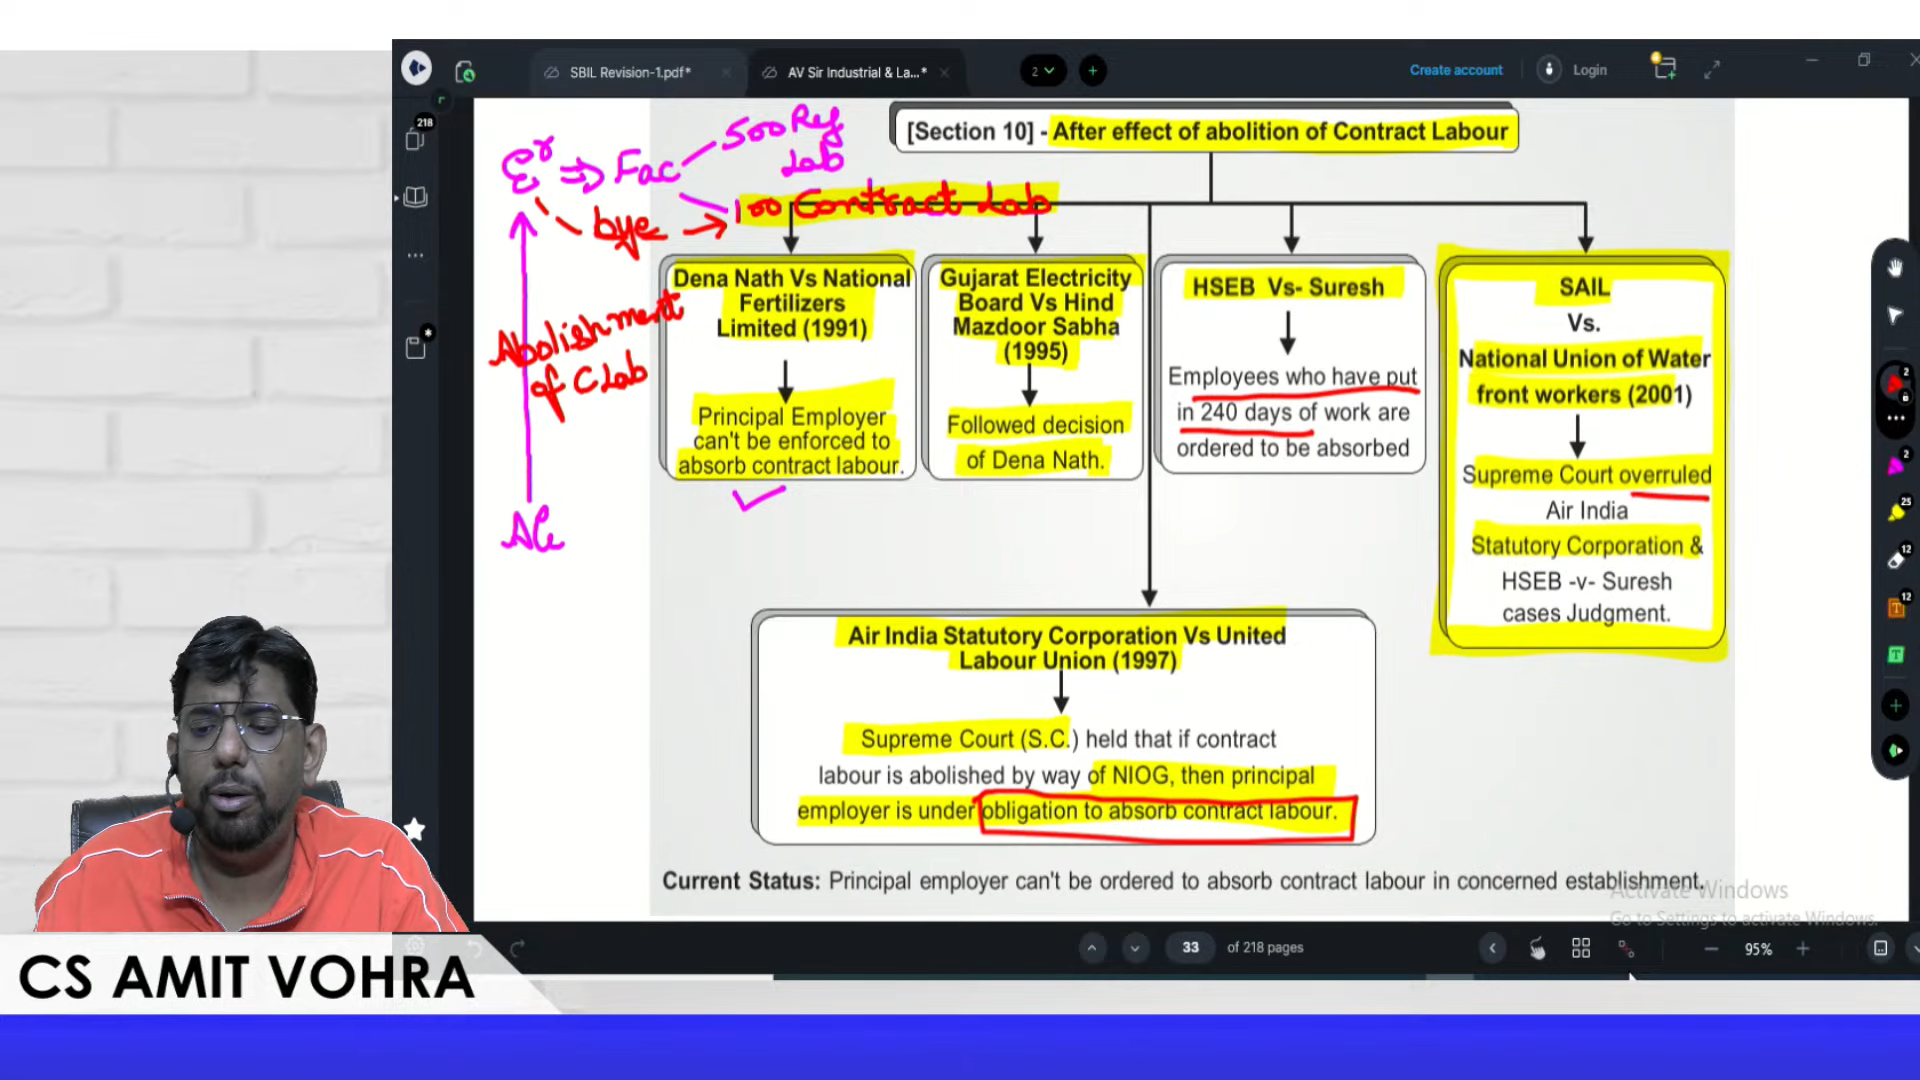 SBIL Revision-1.pdf*
AV Sir Industrial & La...*
2
Create account
Login
218
[Section 10] - After effect of abolition of Contract Labour
500 Reg
Lab
Er ⇒ Fac
100 Contract Lab
bye
Abolishment
of C Lab
Dena Nath Vs National
Fertilizers
Limited (1991)
Principal Employer
can't be enforced to
absorb contract labour.
Gujarat Electricity
Board Vs Hind
Mazdoor Sabha
(1995)
Followed decision
of Dena Nath.
HSEB Vs- Suresh
Employees who have put
in 240 days of work are
ordered to be absorbed
SAIL
Vs.
National Union of Water
front workers (2001)
Supreme Court overruled
Air India
Statutory Corporation &
HSEB -v- Suresh
cases Judgment.
Air India Statutory Corporation Vs United
Labour Union (1997)
Supreme Court (S.C.) held that if contract
labour is abolished by way of NIOG, then principal
employer is under obligation to absorb contract labour.
Current Status: Principal employer can't be ordered to absorb contract labour in concerned establishment.
Activate Windows
Go to Settings to activate Windows.
2
2
25
12
12
33 of 218 pages
95%
CS AMIT VOHRA